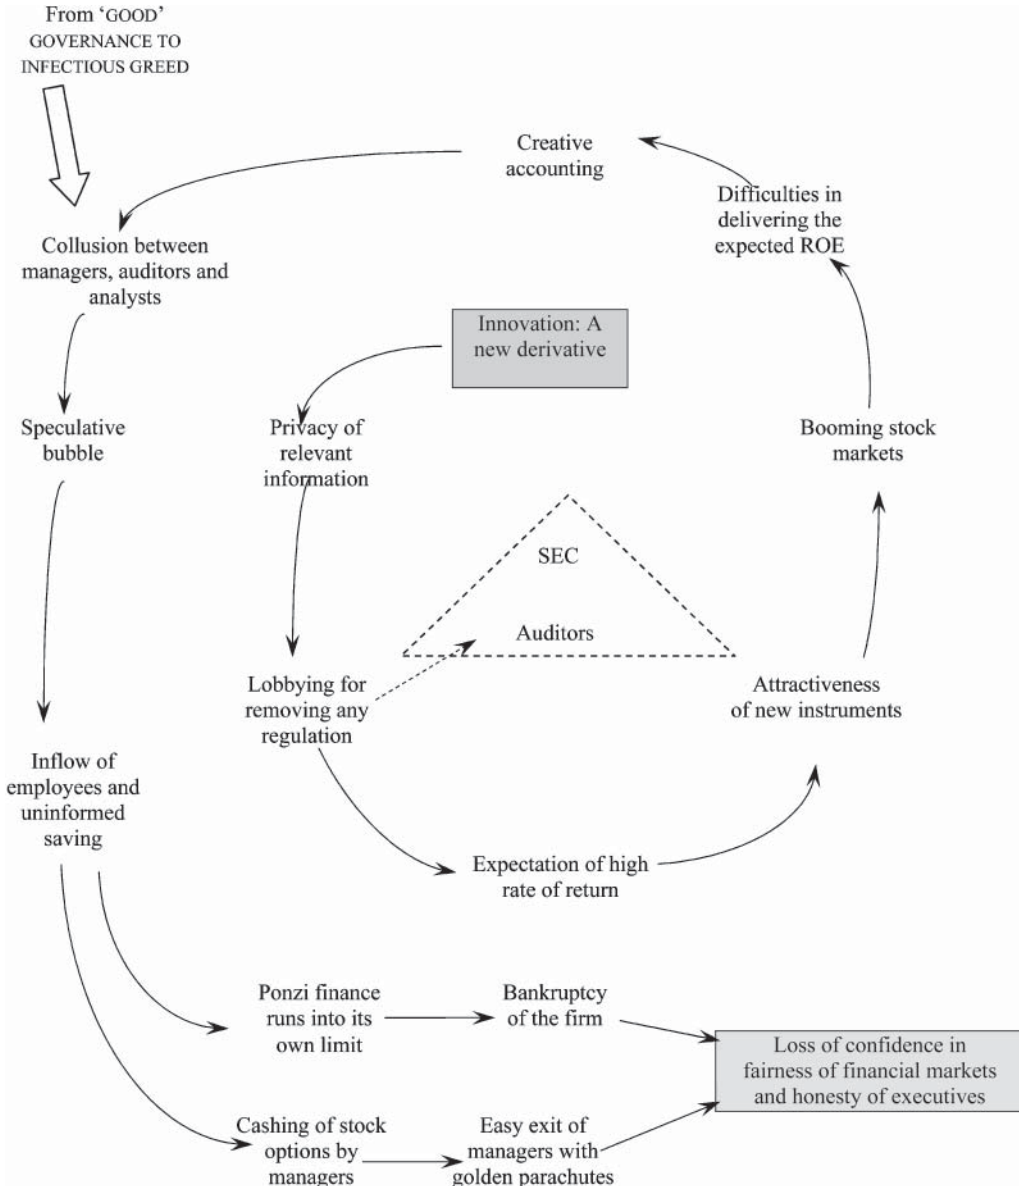 From ‘GOOD’
GOVERNANCE TO
INFECTIOUS GREED
Creative
accounting
Difficulties in
delivering the
expected ROE
Collusion between
managers, auditors and
analysts
Innovation: A
new derivative
Speculative
bubble
Privacy of
relevant
information
Booming stock
markets
SEC
Auditors
Lobbying for
removing any
regulation
Attractiveness
of new instruments
Inflow of
employees and
uninformed
saving
Expectation of high
rate of return
Ponzi finance
runs into its
own limit
Bankruptcy
of the firm
Loss of confidence in
fairness of financial markets
and honesty of executives
Cashing of stock
options by
managers
Easy exit of
managers with
golden parachutes